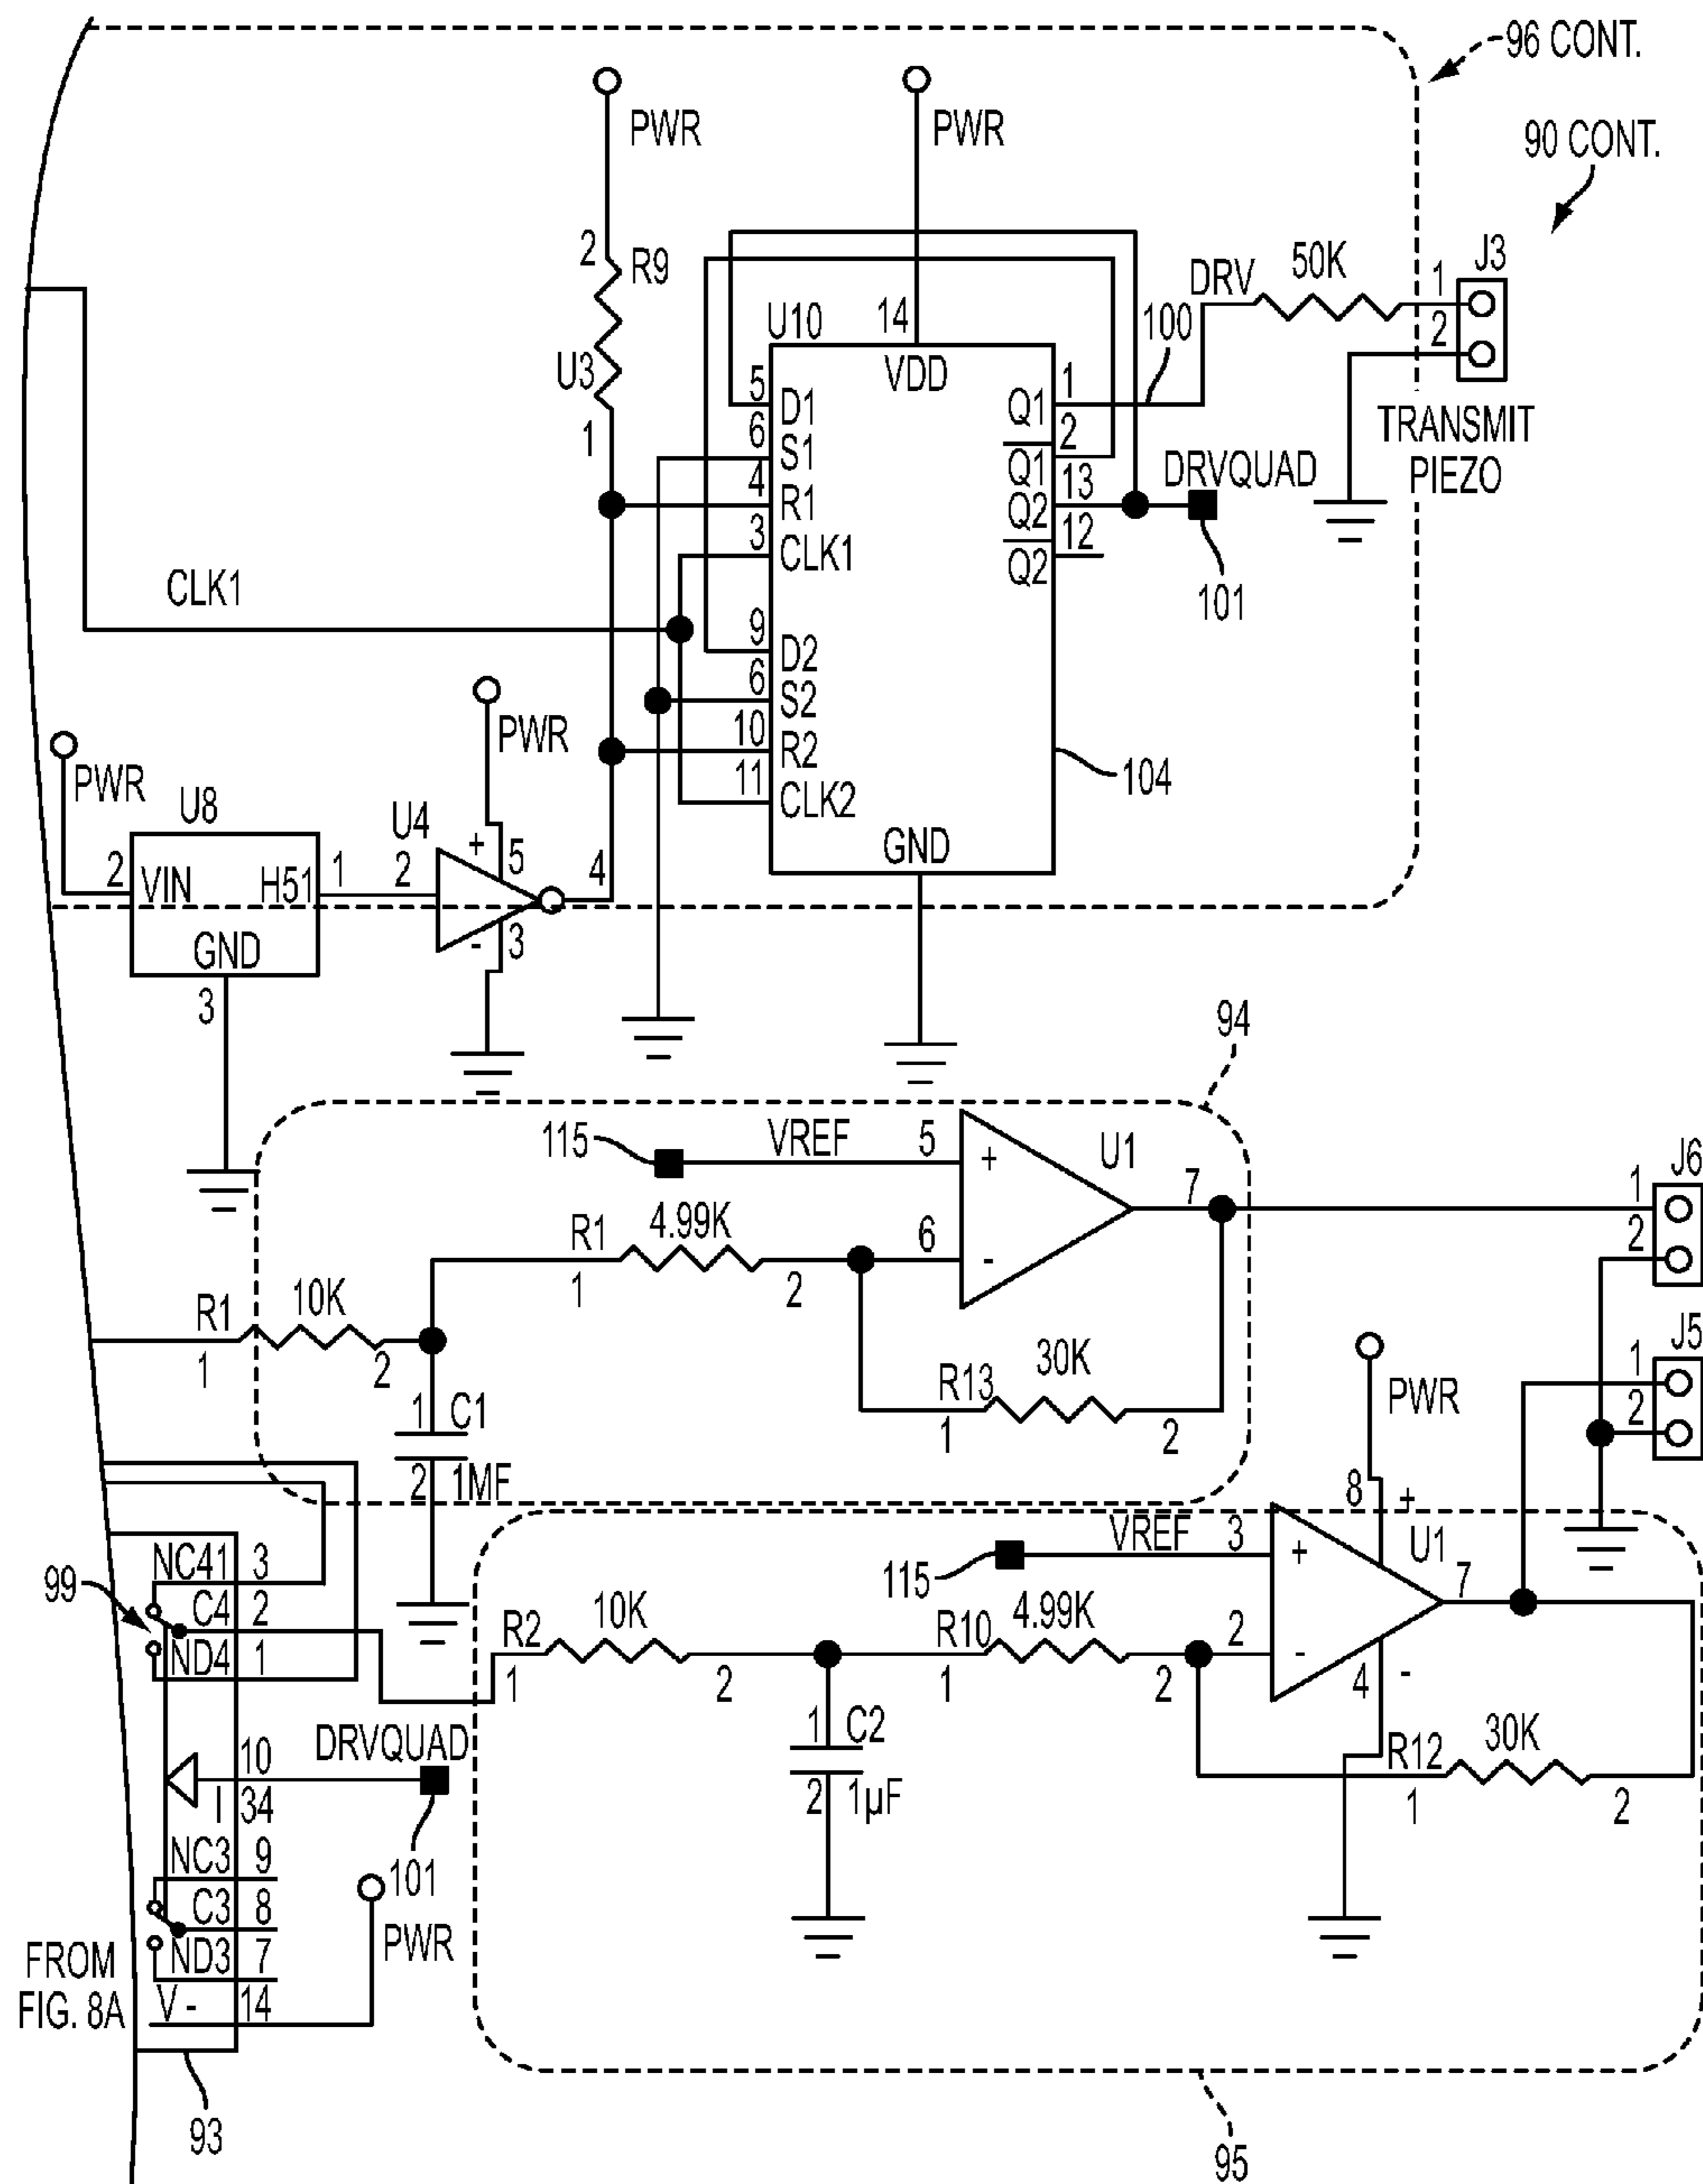 96 CONT.
90 CONT.
PWR
PWR
2
R9
U3
1
U10
14
VDD
DRV
50K
J3
1
2
100
TRANSMIT
PIEZO
5
D1
6
S1
4
R1
3
CLK1
9
D2
6
S2
10
R2
11
CLK2
GND
Q1
1
Q1
2
Q2
13
Q2
12
DRVQUAD
101
104
CLK1
PWR
PWR
U8
2
VIN
H51
1
GND
3
U4
2
+
5
4
-
3
94
115
VREF
5
+
U1
7
6
-
R1
4.99K
1
2
R1
10K
1
2
1
C1
2
1MF
R13
30K
1
2
J6
1
2
J5
1
2
PWR
8
+
U1
7
115
VREF
3
+
2
-
4
-
R2
10K
1
2
R10
4.99K
1
2
1
C2
2
1µF
R12
30K
1
2
99
NC41
3
C4
2
ND4
1
10
I
34
DRVQUAD
101
NC3
9
C3
8
ND3
7
V -
14
PWR
FROM
FIG. 8A
93
95